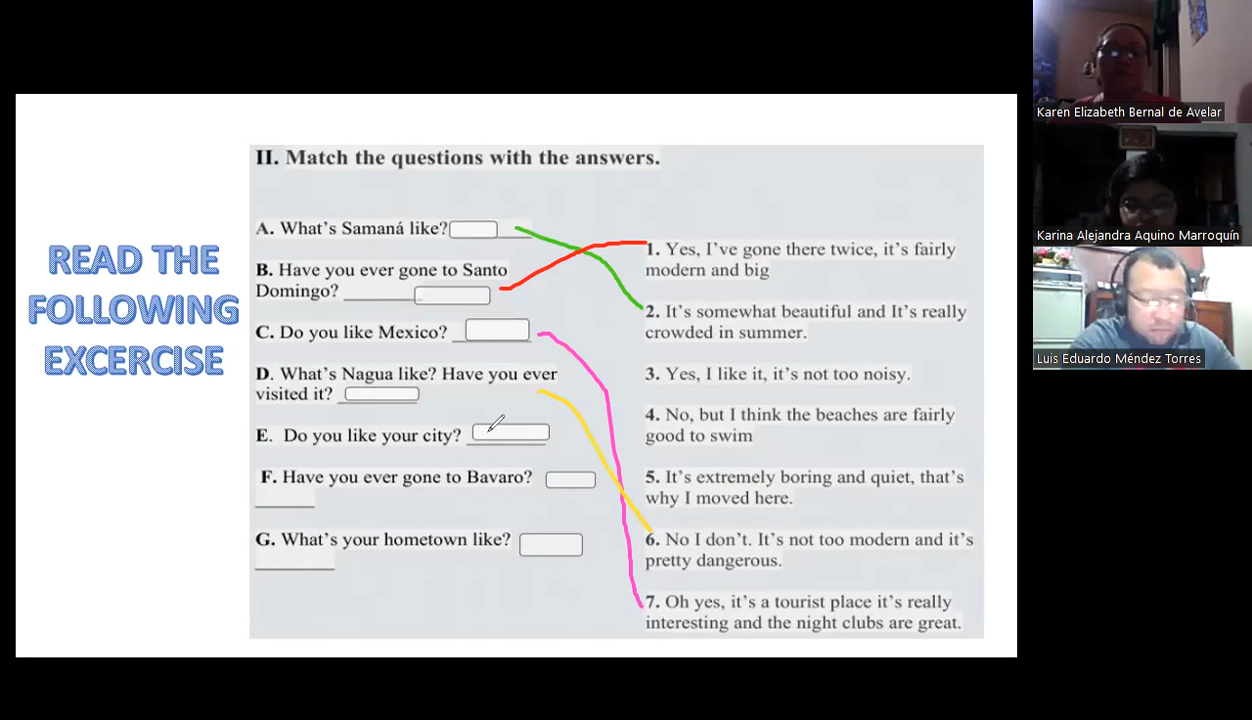 READ THE
FOLLOWING
EXCERCISE
II. Match the questions with the answers.
A. What's Samaná like?
B. Have you ever gone to Santo
Domingo?
C. Do you like Mexico?
D. What's Nagua like? Have you ever
visited it?
E. Do you like your city?
F. Have you ever gone to Bavaro?
G. What's your hometown like?
1. Yes, I've gone there twice, it's fairly
modern and big
2. It's somewhat beautiful and It's really
crowded in summer.
3. Yes, I like it, it's not too noisy.
4. No, but I think the beaches are fairly
good to swim
5. It's extremely boring and quiet, that's
why I moved here.
6. No I don't. It's not too modern and it's
pretty dangerous.
7. Oh yes, it's a tourist place it's really
interesting and the night clubs are great.
Karen Elizabeth Bernal de Avelar
Karina Alejandra Aquino Marroquín
Luis Eduardo Méndez Torres